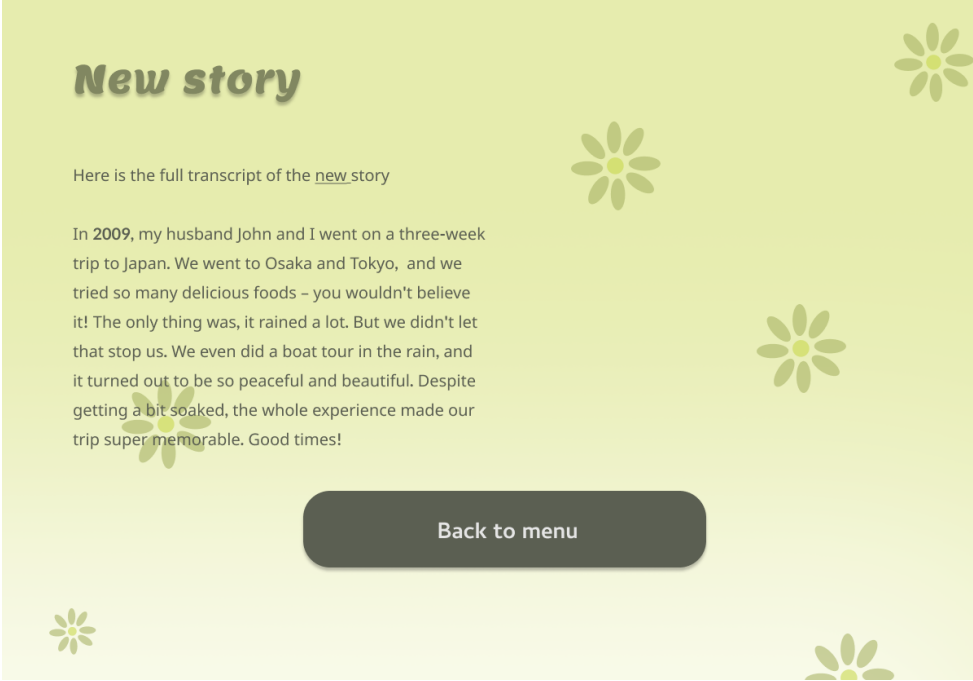 New story
Here is the full transcript of the new story
In 2009, my husband John and I went on a three-week
trip to Japan. We went to Osaka and Tokyo,  and we
tried so many delicious foods – you wouldn't believe
it! The only thing was, it rained a lot. But we didn't let
that stop us. We even did a boat tour in the rain, and
it turned out to be so peaceful and beautiful. Despite
getting a bit soaked, the whole experience made our
trip super memorable. Good times!
Back to menu